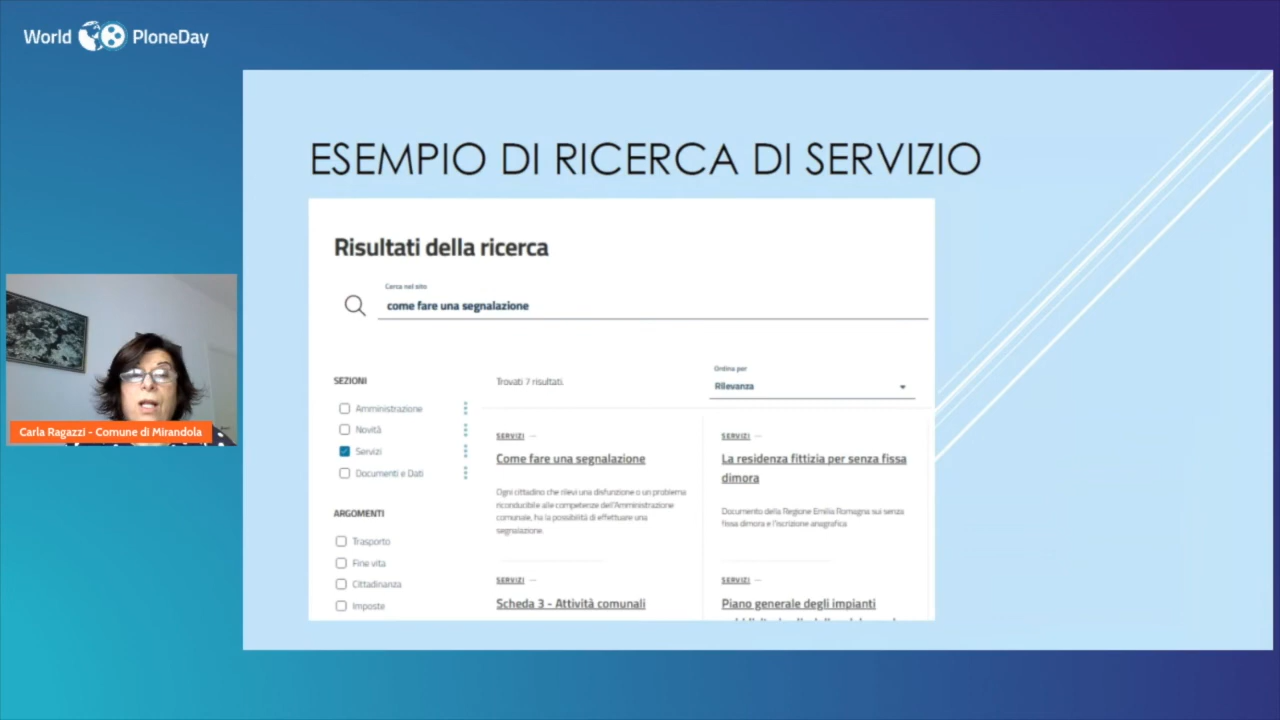 World PloneDay
ESEMPIO DI RICERCA DI SERVIZIO
Risultati della ricerca
Cerca nel sito
come fare una segnalazione
SEZIONI
Amministrazione
Novità
Servizi
Documenti e Dati
ARGOMENTI
Trasporto
Fine vita
Cittadinanza
Imposte
Trovati 7 risultati.
Ordina per
Rilevanza
SERVIZI —
Come fare una segnalazione
Ogni cittadino che rilevi una disfunzione o un problema
riconducibile alle competenze dell'Amministrazione
comunale, ha la possibilità di effettuare una
segnalazione.
SERVIZI —
La residenza fittizia per senza fissa
dimora
Documento della Regione Emilia Romagna sui senza
fissa dimora e l'iscrizione anagrafica
SERVIZI —
Scheda 3 - Attività comunali
SERVIZI —
Piano generale degli impianti
Carla Ragazzi - Comune di Mirandola